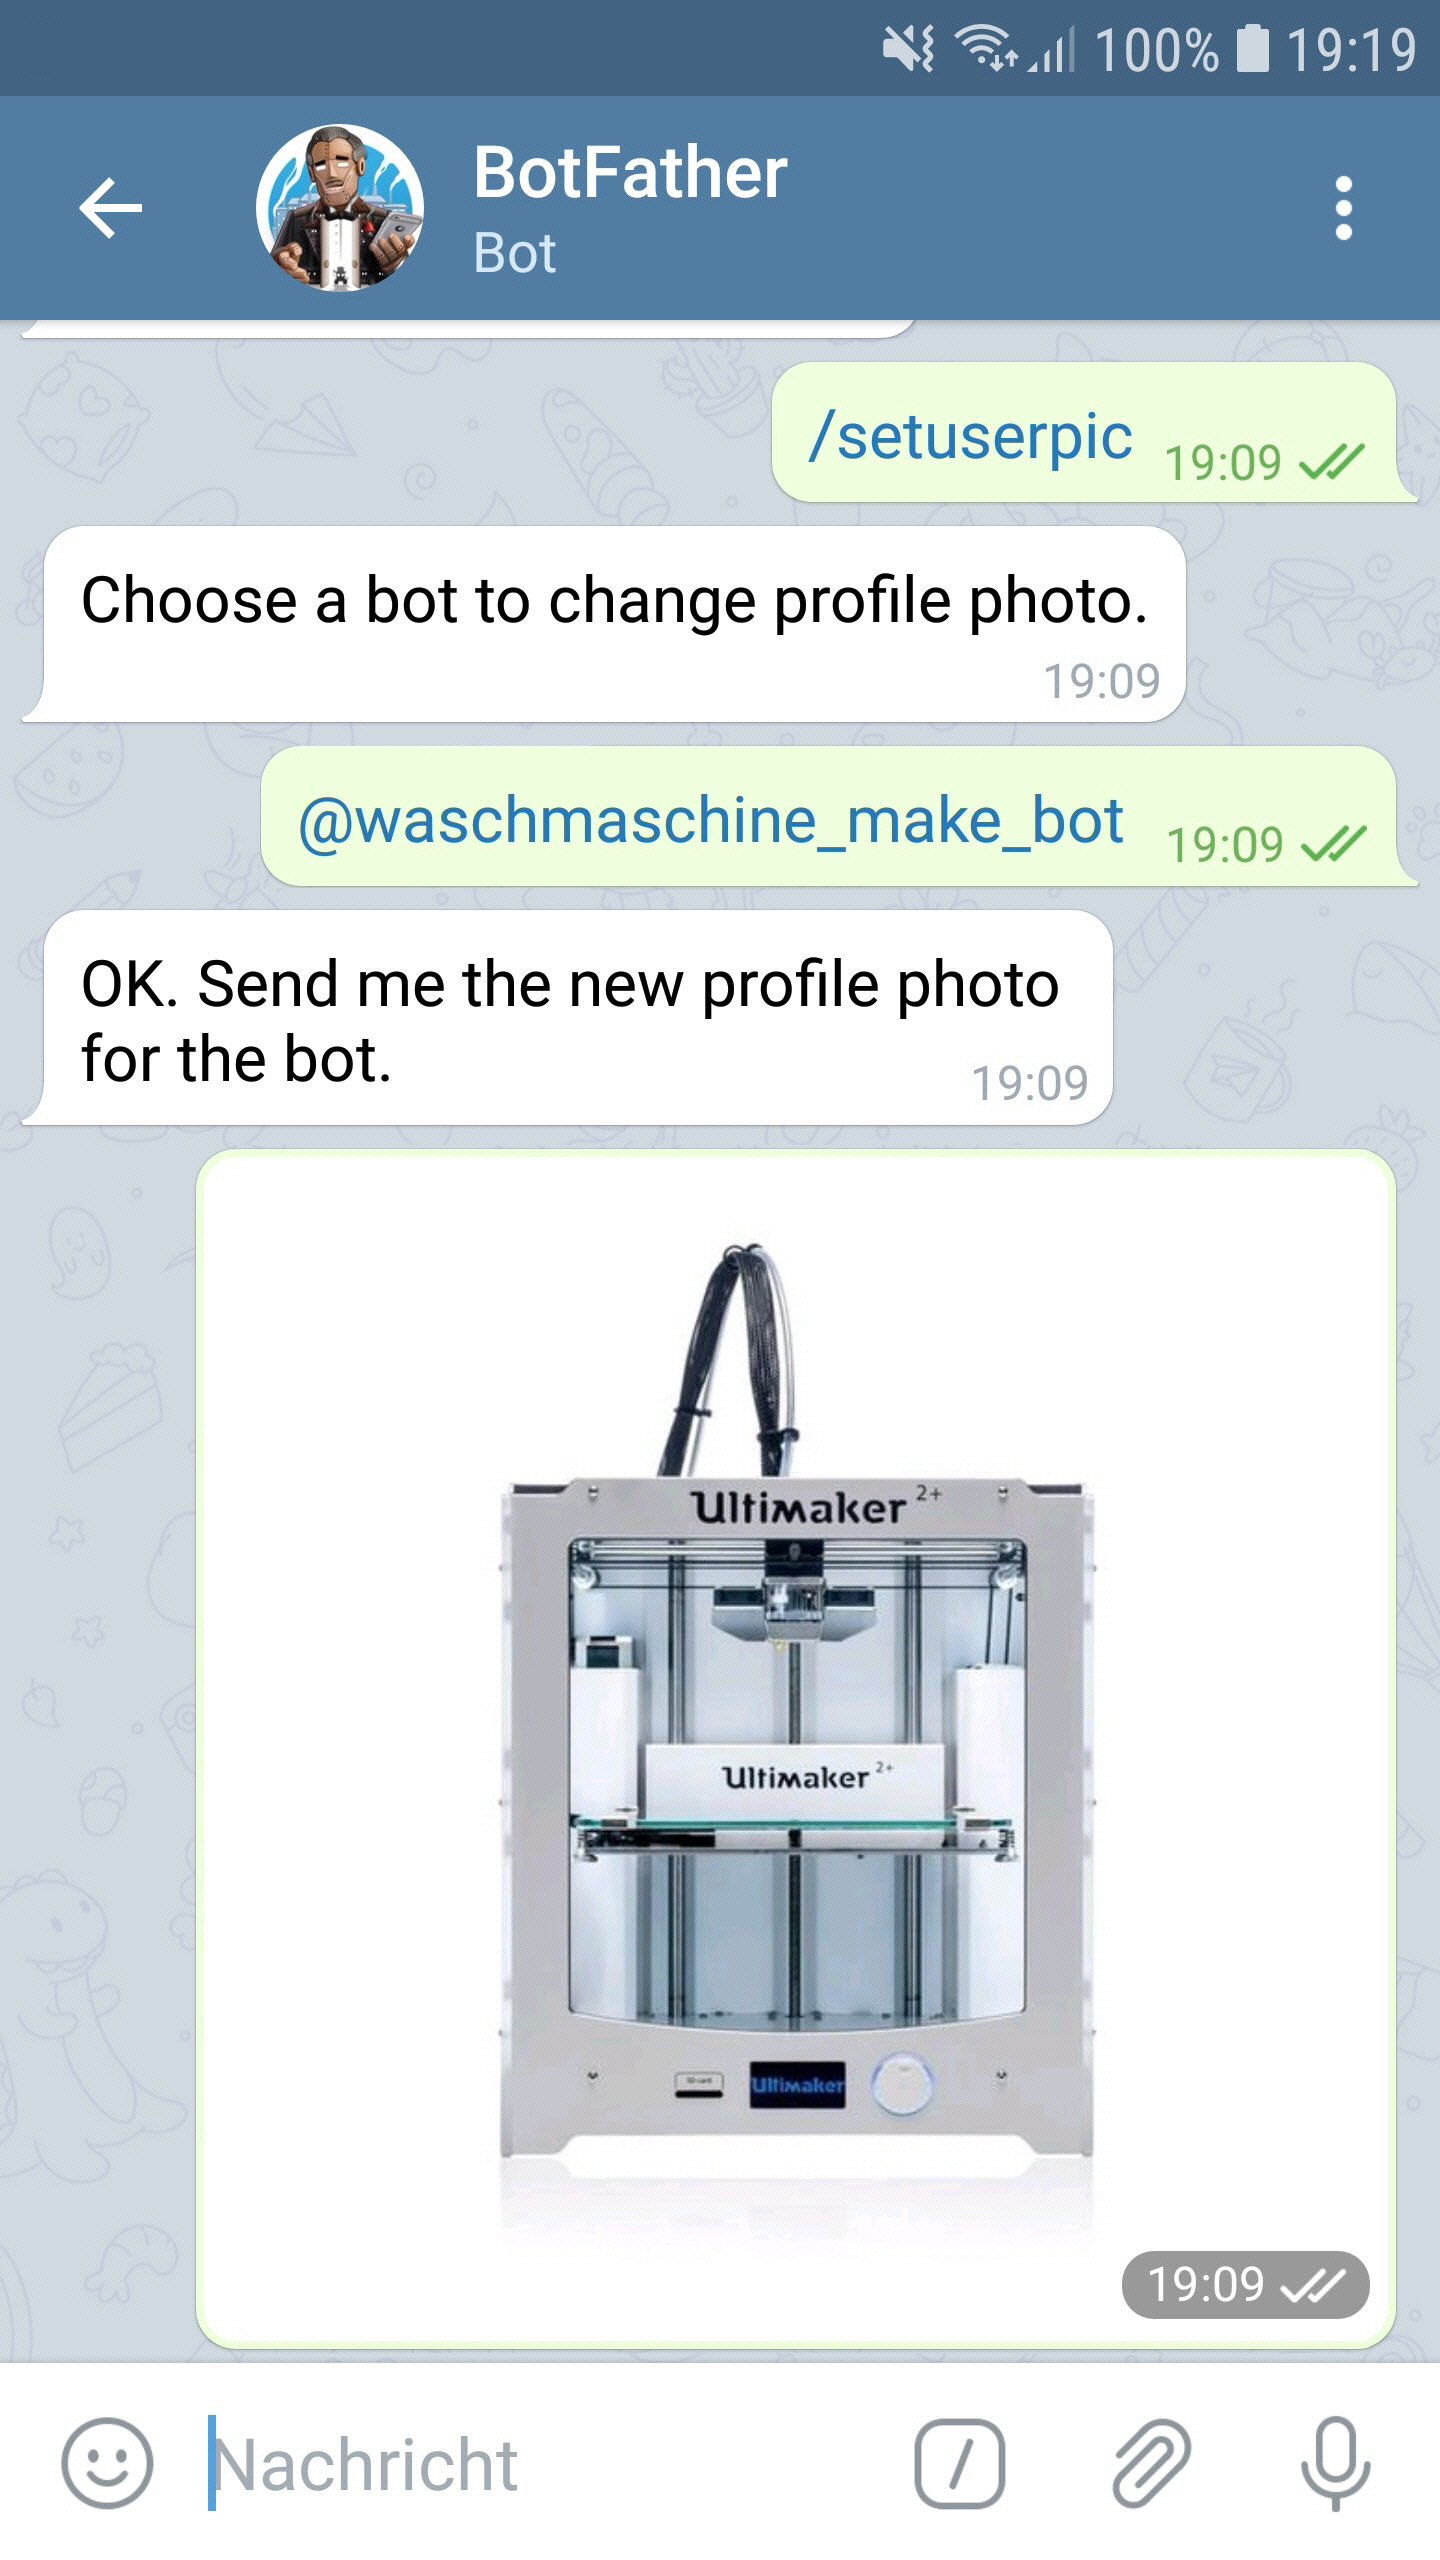 100% 19:19
BotFather
Bot
/setuserpic 19:09
Choose a bot to change profile photo.
19:09
@waschmaschine_make_bot 19:09
OK. Send me the new profile photo
for the bot.
19:09
Ultimaker 2+
Ultimaker 2+
Ultimaker
19:09
Nachricht